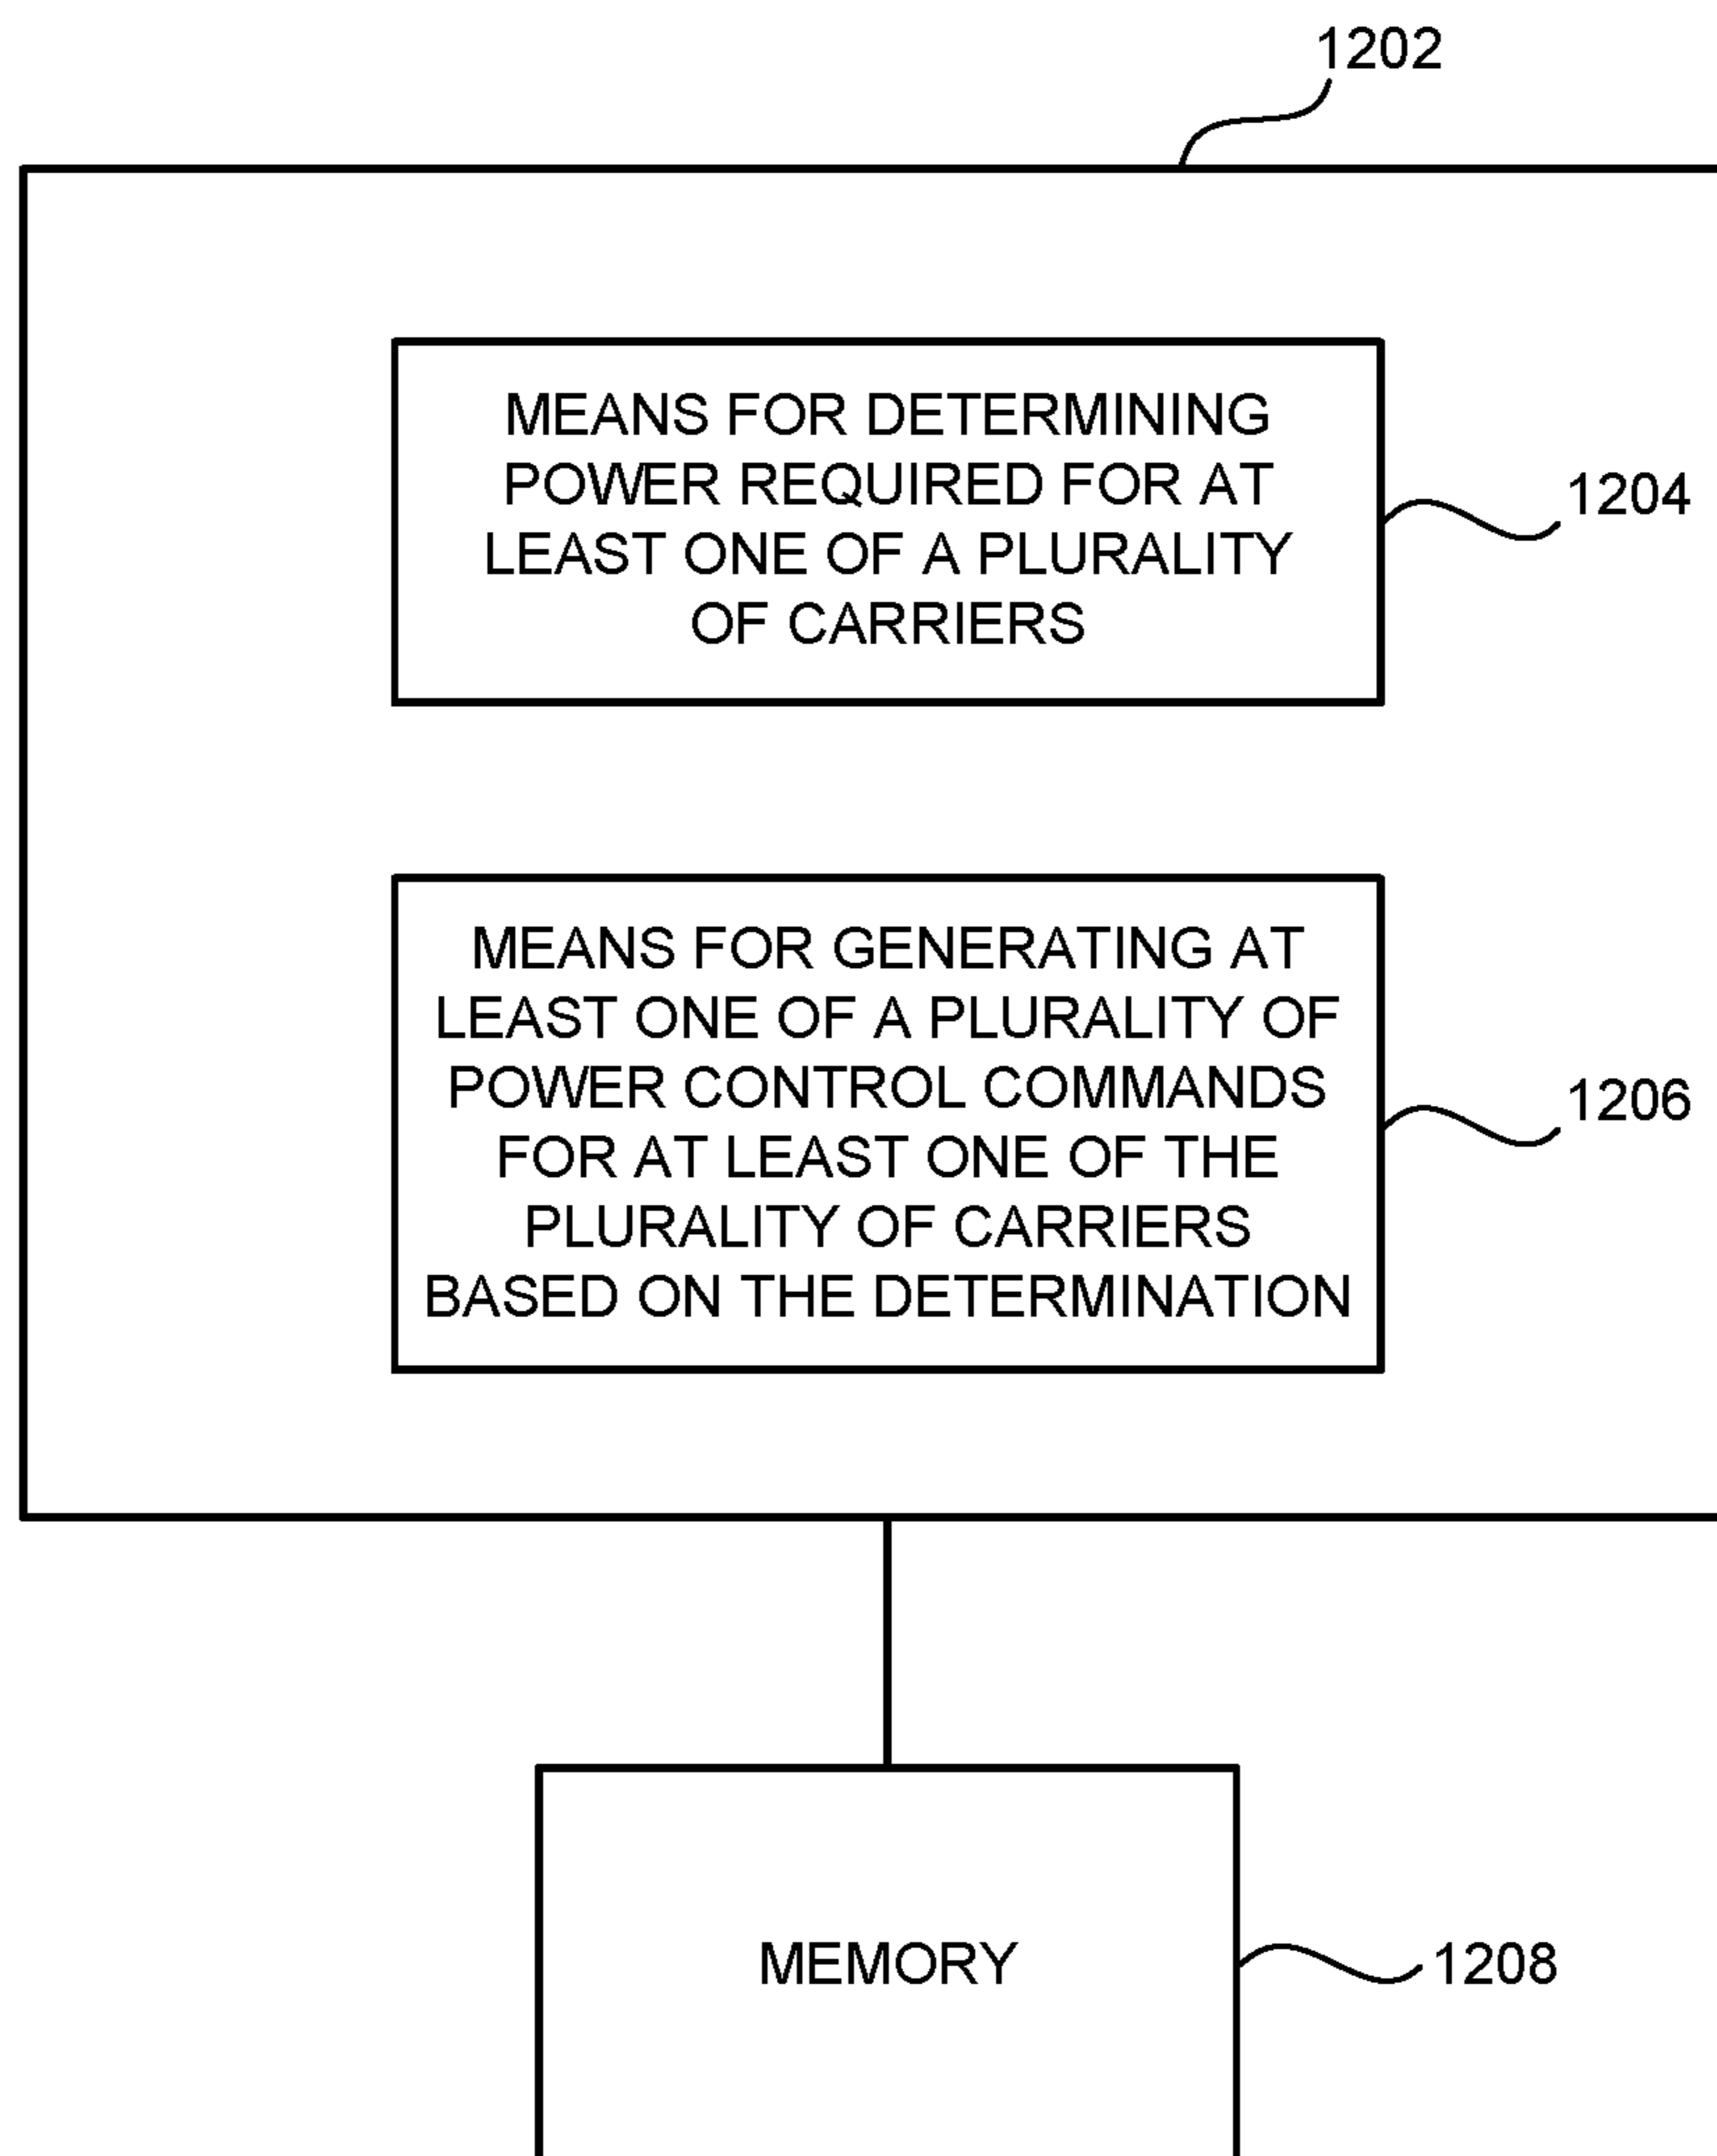 1202
MEANS FOR DETERMINING
POWER REQUIRED FOR AT
LEAST ONE OF A PLURALITY
OF CARRIERS
1204
MEANS FOR GENERATING AT
LEAST ONE OF A PLURALITY OF
POWER CONTROL COMMANDS
FOR AT LEAST ONE OF THE
PLURALITY OF CARRIERS
BASED ON THE DETERMINATION
1206
MEMORY
1208